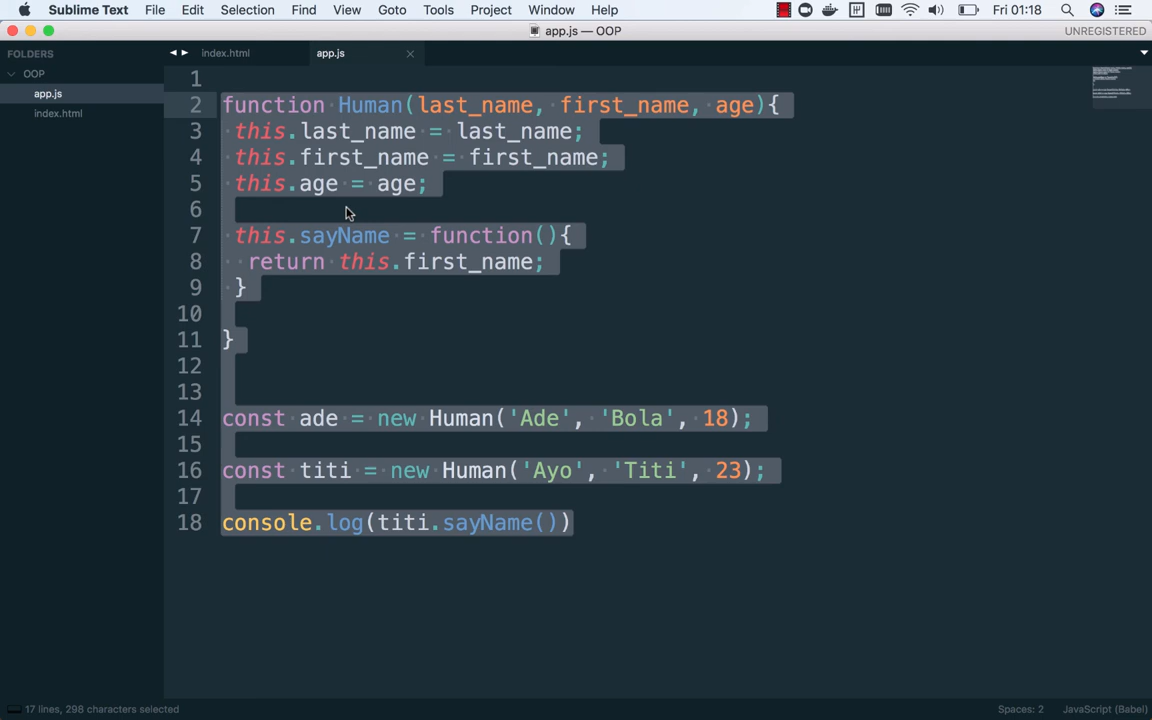 Sublime Text File Edit Selection Find View Goto Tools Project Window Help Fri 01:18
app.js — OOP UNREGISTERED
FOLDERS
OOP
app.js
index.html
index.html app.js
1
2 function Human(last_name, first_name, age){
3 this.last_name = last_name;
4 this.first_name = first_name;
5 this.age = age;
6
7 this.sayName = function(){
8 return this.first_name;
9 }
10
11 }
12
13
14 const ade = new Human('Ade', 'Bola', 18);
15
16 const titi = new Human('Ayo', 'Titi', 23);
17
18 console.log(titi.sayName())
17 lines, 298 characters selected Spaces: 2 JavaScript (Babel)